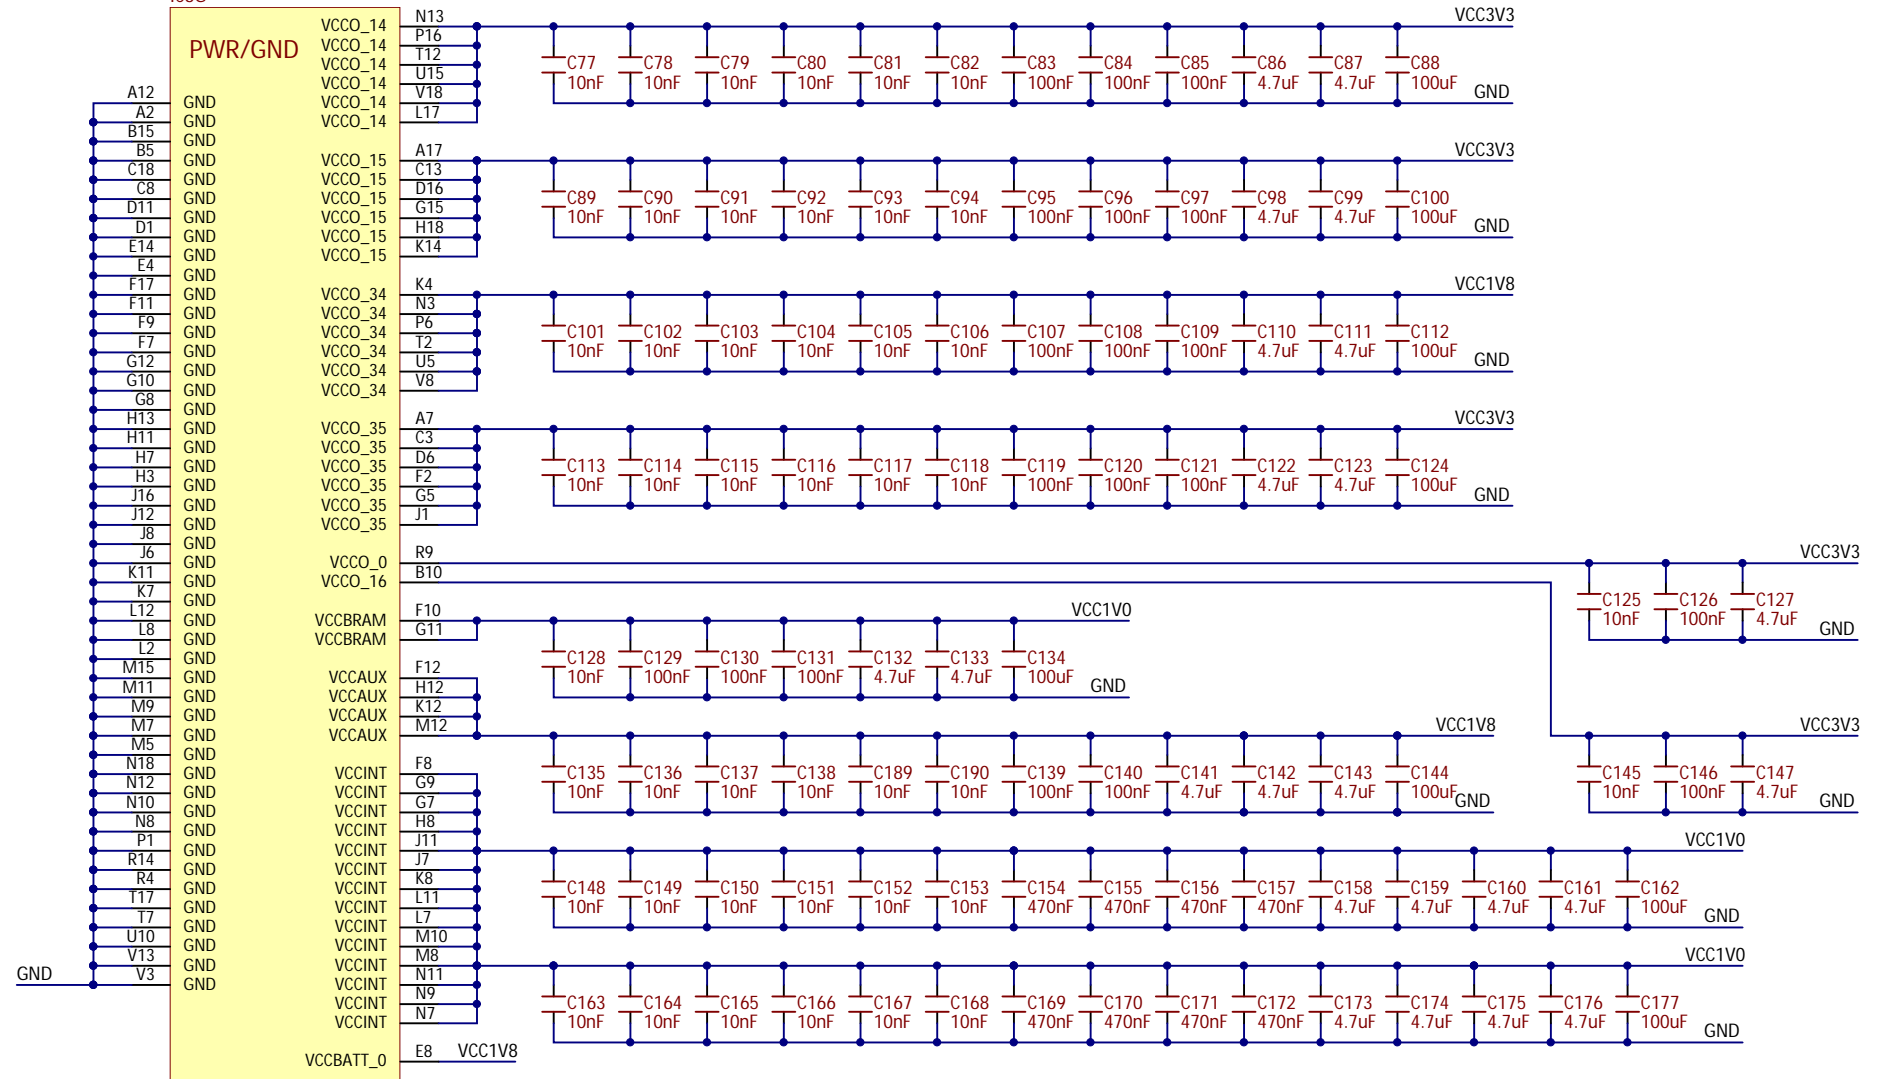 PWR/GND
A12 GND
A2 GND
B15 GND
B5 GND
C18 GND
C8 GND
D11 GND
D1 GND
E14 GND
E4 GND
F17 GND
F11 GND
F9 GND
F7 GND
G12 GND
G10 GND
G8 GND
H13 GND
H11 GND
H7 GND
H3 GND
J16 GND
J12 GND
J8 GND
J6 GND
K11 GND
K7 GND
L12 GND
L8 GND
L2 GND
M15 GND
M11 GND
M9 GND
M7 GND
M5 GND
N18 GND
N12 GND
N10 GND
N8 GND
P1 GND
R14 GND
R4 GND
T17 GND
T7 GND
U10 GND
V13 GND
GND V3 GND
VCCO_14 N13 VCC3V3
VCCO_14 P16
VCCO_14 T12
VCCO_14 U15
VCCO_14 V18
VCCO_14 L17
C77 C78 C79 C80 C81 C82 C83 C84 C85 C86 C87 C88
10nF 10nF 10nF 10nF 10nF 10nF 100nF 100nF 100nF 4.7uF 4.7uF 100uF
GND
VCCO_15 A17 VCC3V3
VCCO_15 C13
VCCO_15 D16
VCCO_15 G15
VCCO_15 H18
VCCO_15 K14
C89 C90 C91 C92 C93 C94 C95 C96 C97 C98 C99 C100
10nF 10nF 10nF 10nF 10nF 10nF 100nF 100nF 100nF 4.7uF 4.7uF 100uF
GND
VCCO_34 K4 VCC1V8
VCCO_34 N3
VCCO_34 P6
VCCO_34 T2
VCCO_34 U5
VCCO_34 V8
C101 C102 C103 C104 C105 C106 C107 C108 C109 C110 C111 C112
10nF 10nF 10nF 10nF 10nF 10nF 100nF 100nF 100nF 4.7uF 4.7uF 100uF
GND
VCCO_35 A7 VCC3V3
VCCO_35 C3
VCCO_35 D6
VCCO_35 F2
VCCO_35 G5
VCCO_35 J1
C113 C114 C115 C116 C117 C118 C119 C120 C121 C122 C123 C124
10nF 10nF 10nF 10nF 10nF 10nF 100nF 100nF 100nF 4.7uF 4.7uF 100uF
GND
VCCO_0 R9 VCC3V3
VCCO_16 B10
C125 C126 C127
10nF 100nF 4.7uF
GND
VCCBRAM F10 VCC1V0
VCCBRAM G11
C128 C129 C130 C131 C132 C133 C134
10nF 100nF 100nF 100nF 4.7uF 4.7uF 100uF
GND
VCCAUX F12
VCCAUX H12
VCCAUX K12
VCCAUX M12 VCC1V8 VCC3V3
C135 C136 C137 C138 C189 C190 C139 C140 C141 C142 C143 C144 C145 C146 C147
10nF 10nF 10nF 10nF 10nF 10nF 100nF 100nF 4.7uF 4.7uF 4.7uF 100uF 10nF 100nF 4.7uF
GND GND
VCCINT F8
VCCINT G9
VCCINT G7
VCCINT H8
VCCINT J11 VCC1V0
VCCINT J7
VCCINT K8
VCCINT L11
VCCINT L7
VCCINT M10
C148 C149 C150 C151 C152 C153 C154 C155 C156 C157 C158 C159 C160 C161 C162
10nF 10nF 10nF 10nF 10nF 10nF 470nF 470nF 470nF 470nF 4.7uF 4.7uF 4.7uF 4.7uF 100uF
GND
VCCINT M8 VCC1V0
VCCINT N11
VCCINT N9
VCCINT N7
C163 C164 C165 C166 C167 C168 C169 C170 C171 C172 C173 C174 C175 C176 C177
10nF 10nF 10nF 10nF 10nF 10nF 470nF 470nF 470nF 470nF 4.7uF 4.7uF 4.7uF 4.7uF 100uF
GND
VCCBATT_0 E8 VCC1V8